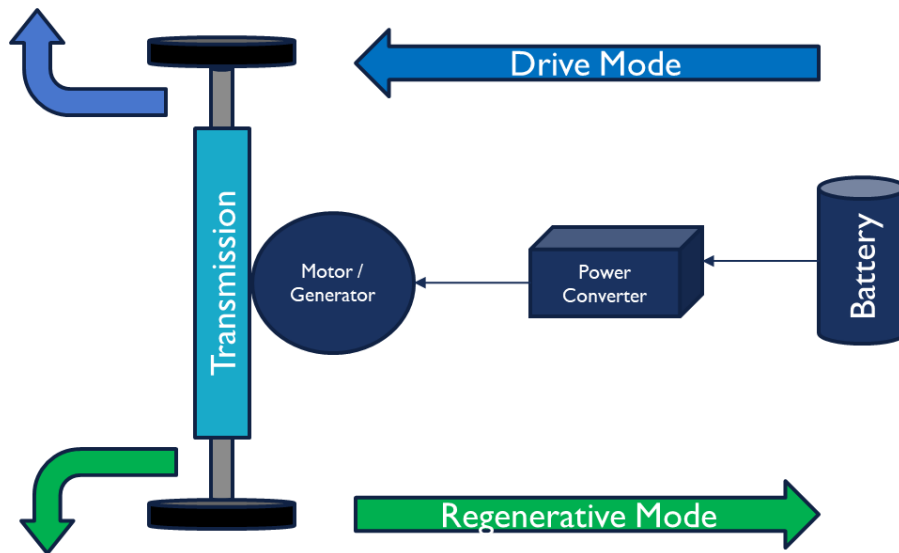 Drive Mode
Transmission
Motor /
Generator
Power
Converter
Battery
Regenerative Mode